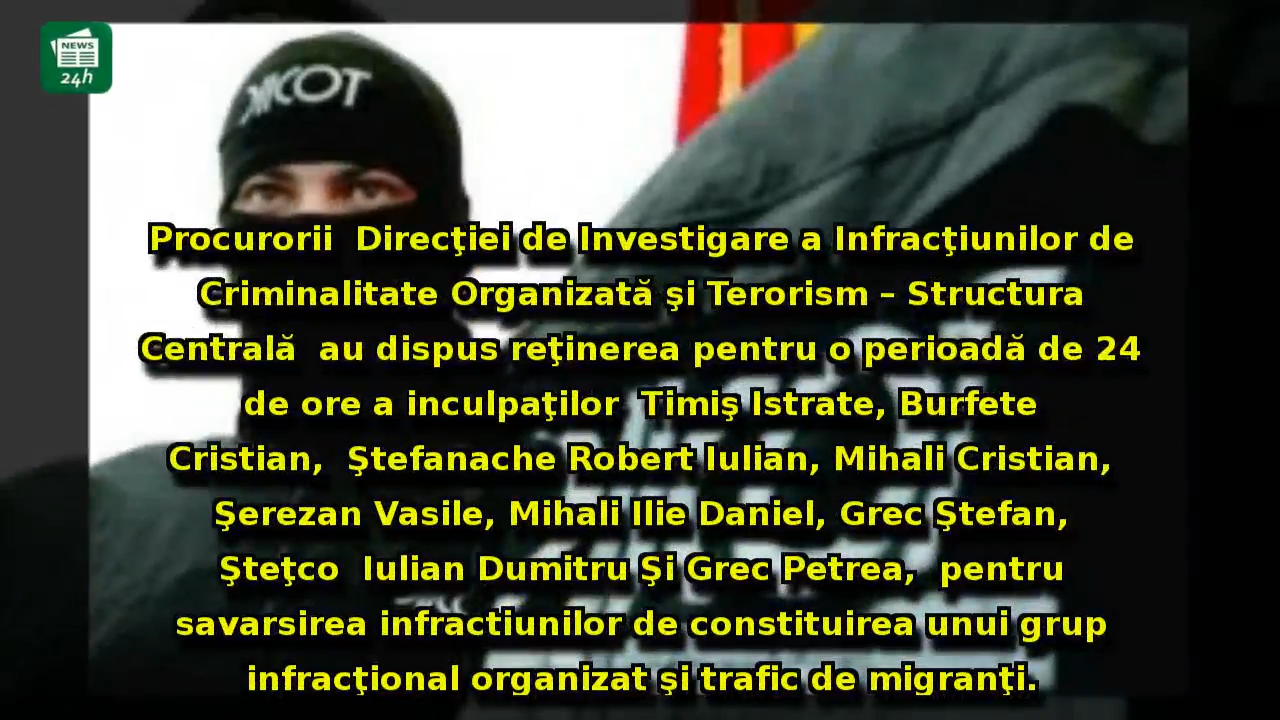 NEWS
24h
Procurorii  Direcţiei de Investigare a Infracţiunilor de
Criminalitate Organizată şi Terorism – Structura
Centrală  au dispus reţinerea pentru o perioadă de 24
de ore a inculpaţilor  Timiş Istrate, Burfete
Cristian,  Ştefanache Robert Iulian, Mihali Cristian,
Şerezan Vasile, Mihali Ilie Daniel, Grec Ştefan,
Şteţco  Iulian Dumitru Şi Grec Petrea,  pentru
savarsirea infractiunilor de constituirea unui grup
infracţional organizat şi trafic de migranţi.